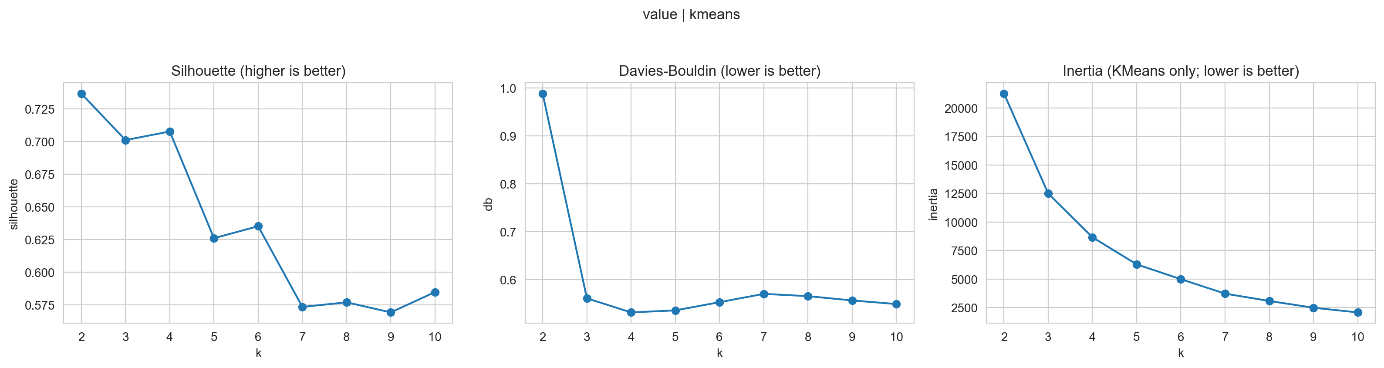 value | kmeans
Silhouette (higher is better)
0.725
0.700
0.675
0.650
0.625
0.600
0.575
silhouette
2 3 4 5 6 7 8 9 10
k
Davies-Bouldin (lower is better)
1.0
0.9
0.8
0.7
0.6
db
2 3 4 5 6 7 8 9 10
k
Inertia (KMeans only; lower is better)
20000
17500
15000
12500
10000
7500
5000
2500
inertia
2 3 4 5 6 7 8 9 10
k